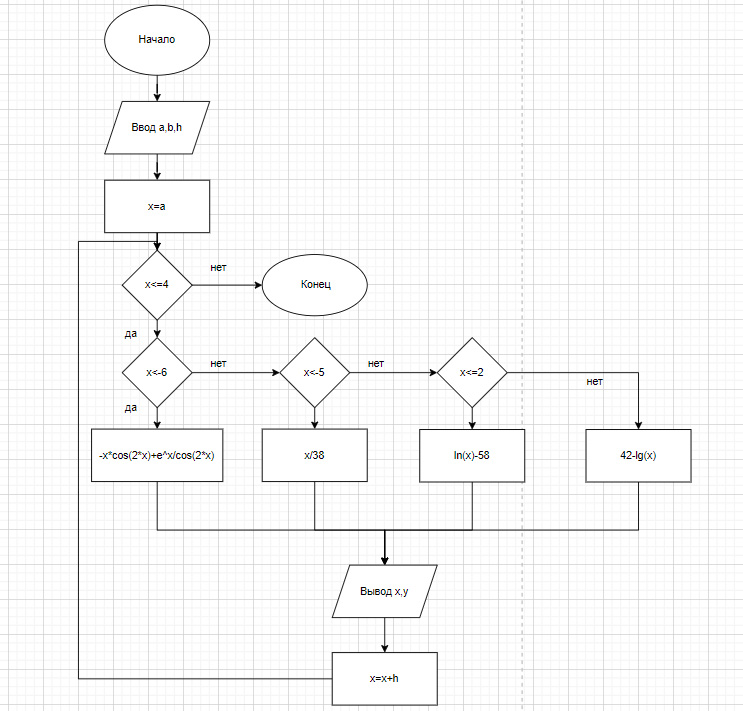 Начало
Ввод a,b,h
x=a
x<=4
нет
Конец
да
x<-6
нет
x<-5
нет
x<=2
нет
да
-x*cos(2*x)+e^x/cos(2*x)
x/38
ln(x)-58
42-lg(x)
Вывод x,y
x=x+h